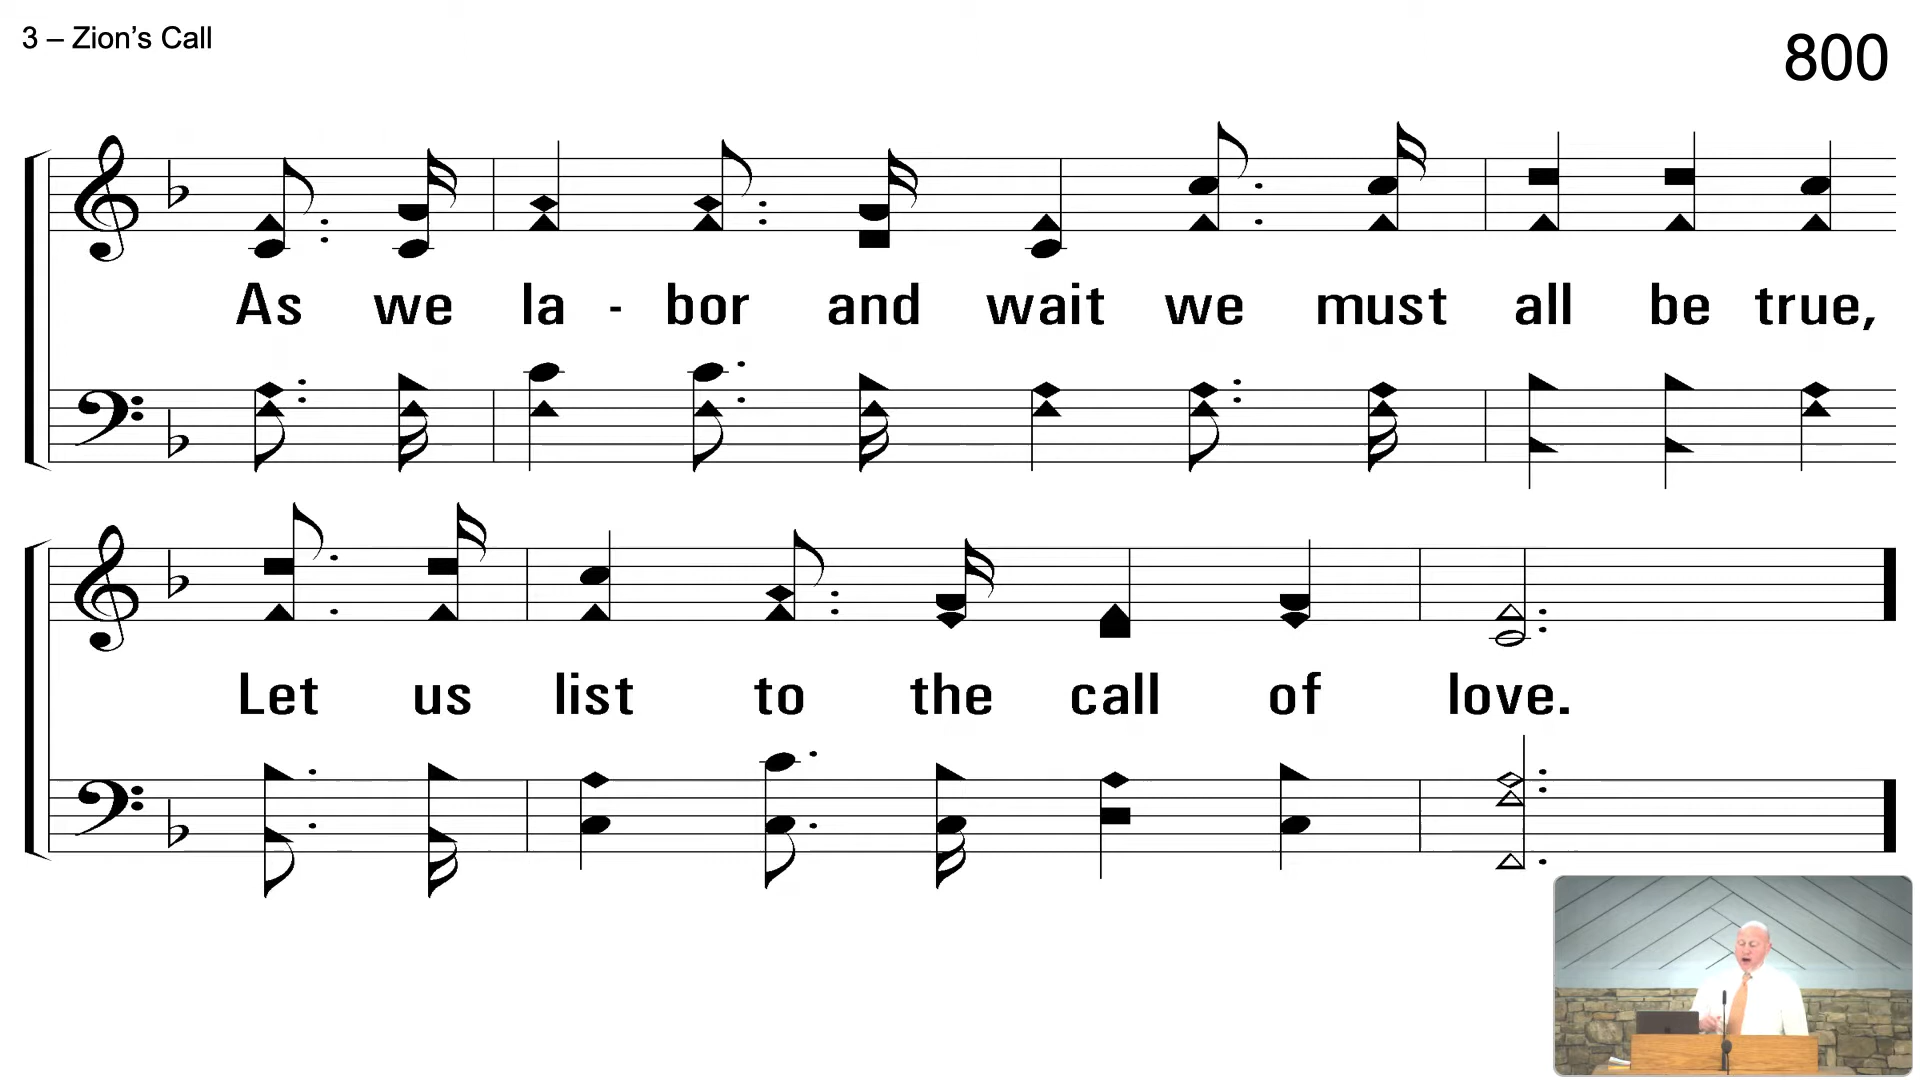 3 – Zion’s Call
800
As we la - bor and wait we must all be true,
Let us list to the call of love.